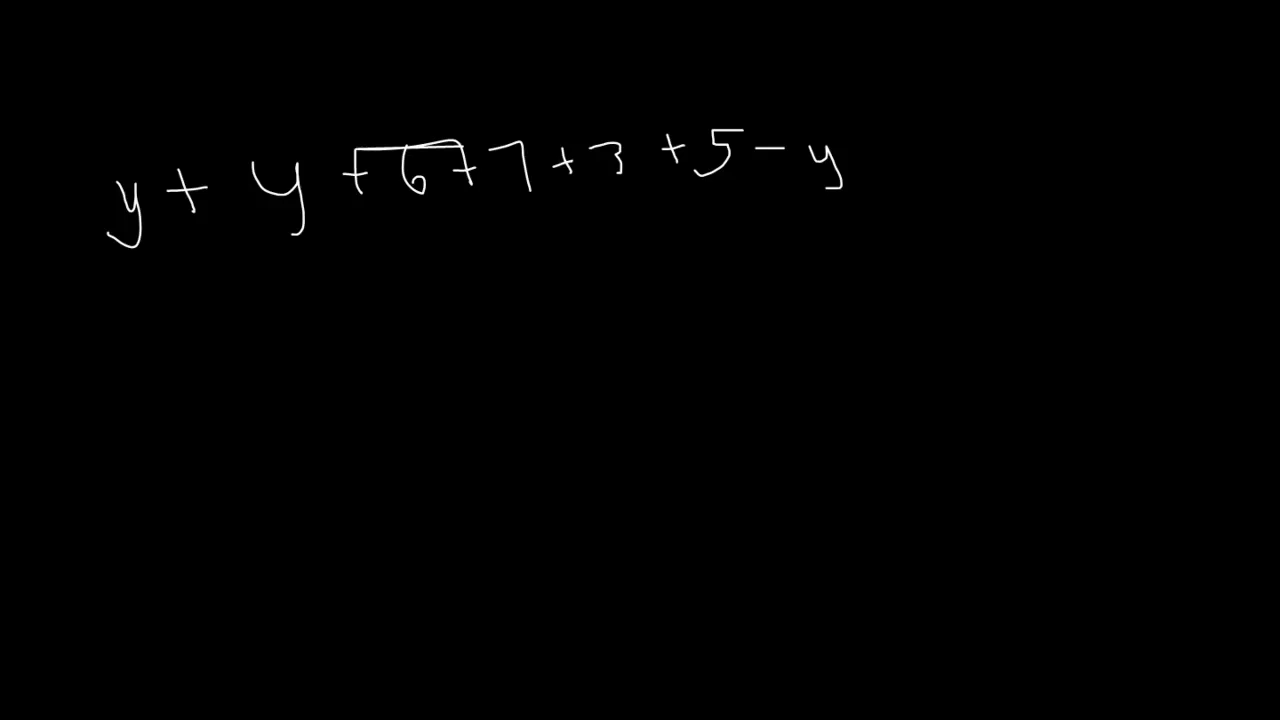 y + y + 6 + 7 + 3 + 5 - y